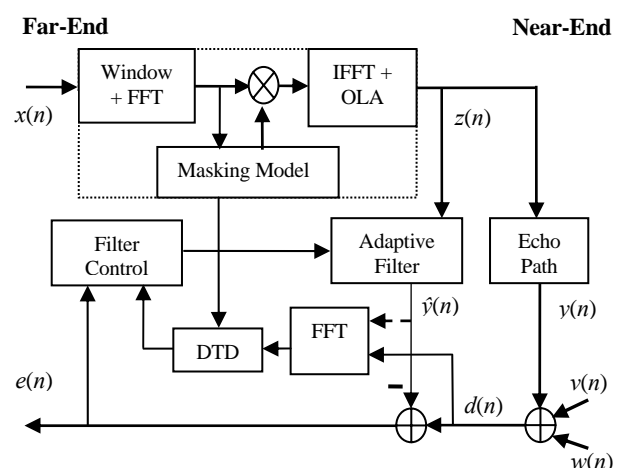 Far-End
Near-End
Window
+ FFT
IFFT +
OLA
x(n)
z(n)
Masking Model
Filter
Control
Adaptive
Filter
Echo
Path
ŷ(n)
y(n)
FFT
DTD
e(n)
d(n)
v(n)
w(n)